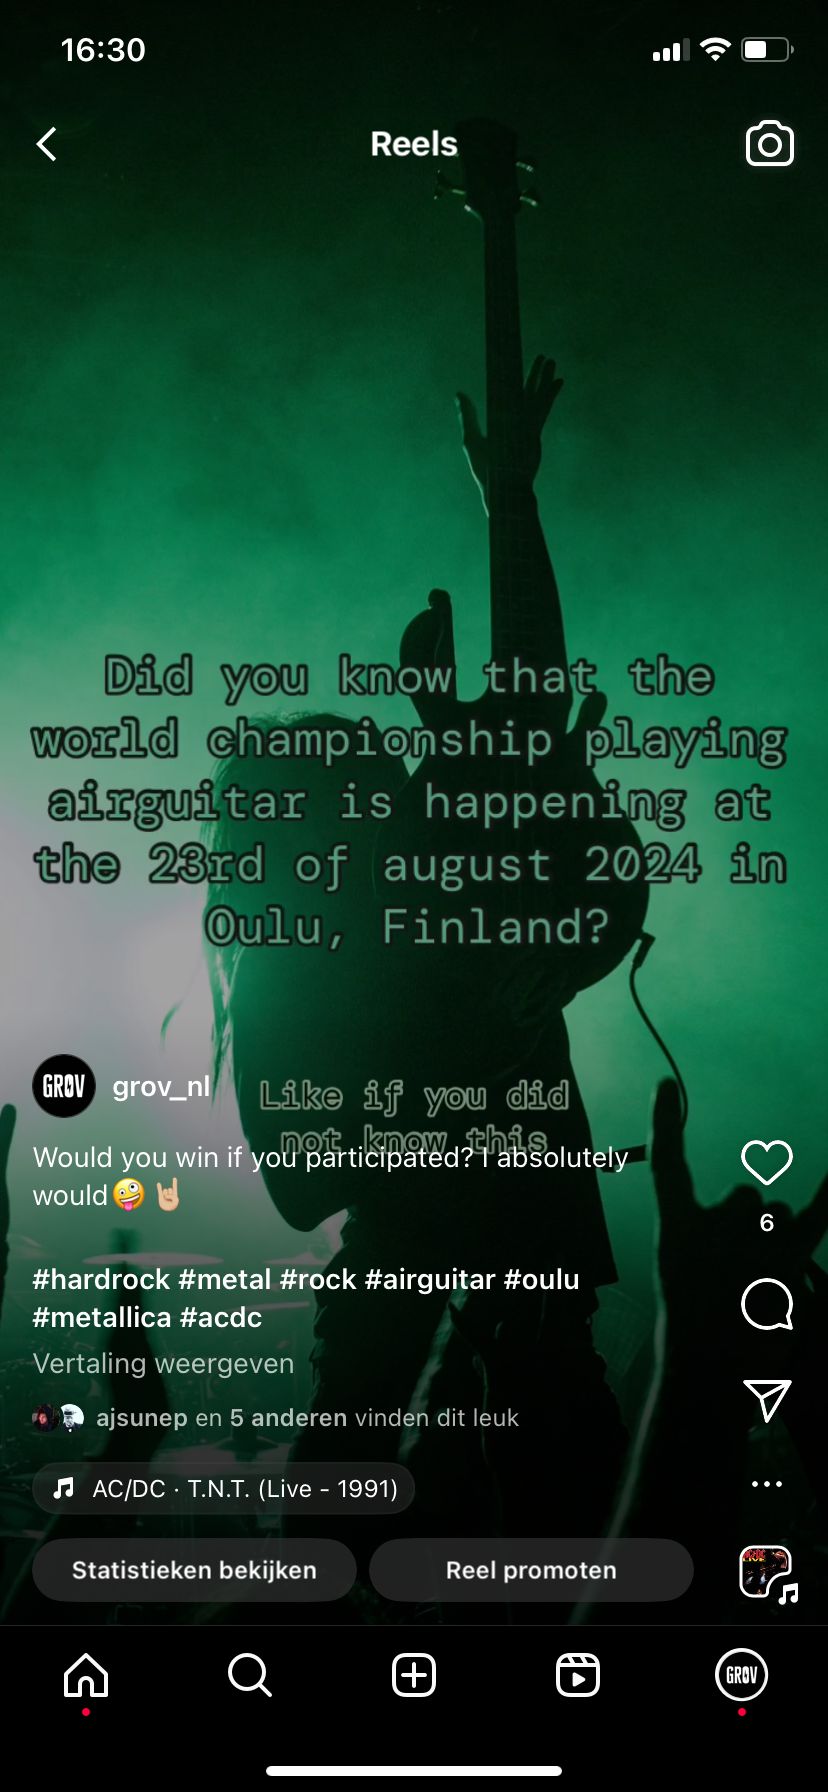 16:30
Reels
Did you know that the
world championship playing
airguitar is happening at
the 23rd of august 2024 in
Oulu, Finland?
GRØV grov_nl
Like if you did
not know this
Would you win if you participated? I absolutely
would🤪🤘🏼
6
#hardrock #metal #rock #airguitar #oulu
#metallica #acdc
Vertaling weergeven
ajsunep en 5 anderen vinden dit leuk
AC/DC · T.N.T. (Live - 1991)
Statistieken bekijken
Reel promoten
GRØV